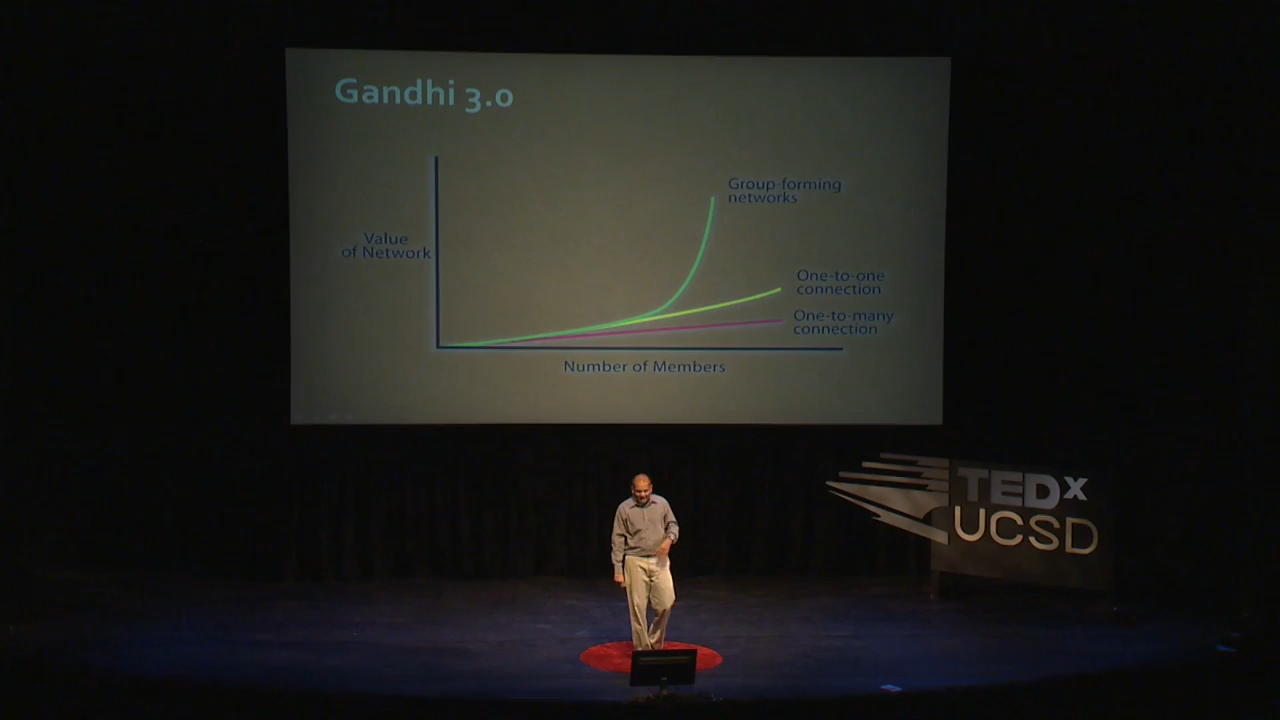 Gandhi 3.0
Group-forming
networks
Value
of Network
One-to-one
connection
One-to-many
connection
Number of Members
TEDx
UCSD